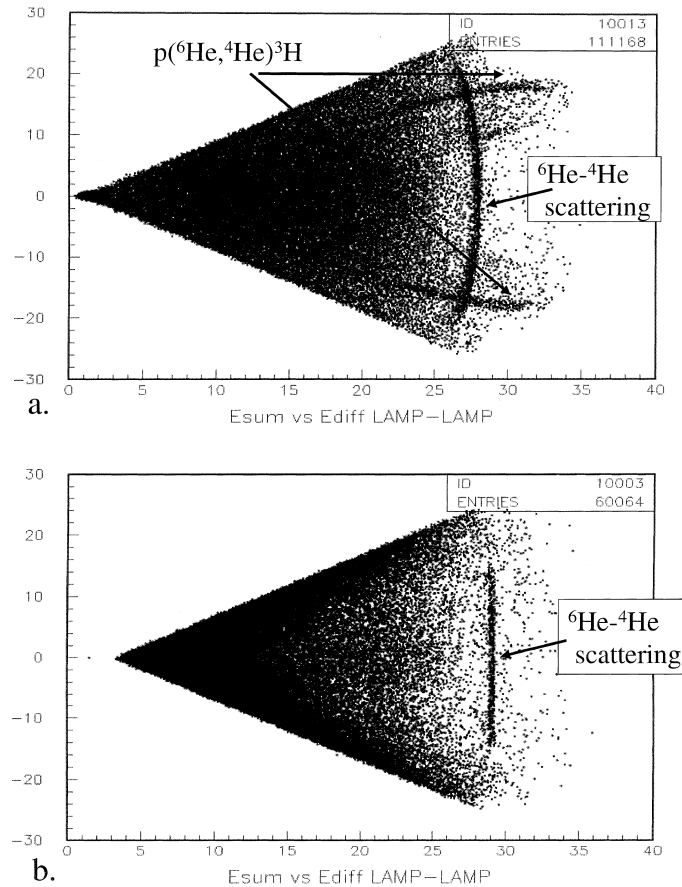 30
20
10
0
−10
−20
−30
ID 10013
ENTRIES 111168
p(⁶He,⁴He)³H
⁶He-⁴He
scattering
0 5 10 15 20 25 30 35 40
a.
Esum vs Ediff LAMP−LAMP
30
20
10
0
−10
−20
−30
ID 10003
ENTRIES 60064
⁶He-⁴He
scattering
0 5 10 15 20 25 30 35 40
b.
Esum vs Ediff LAMP−LAMP